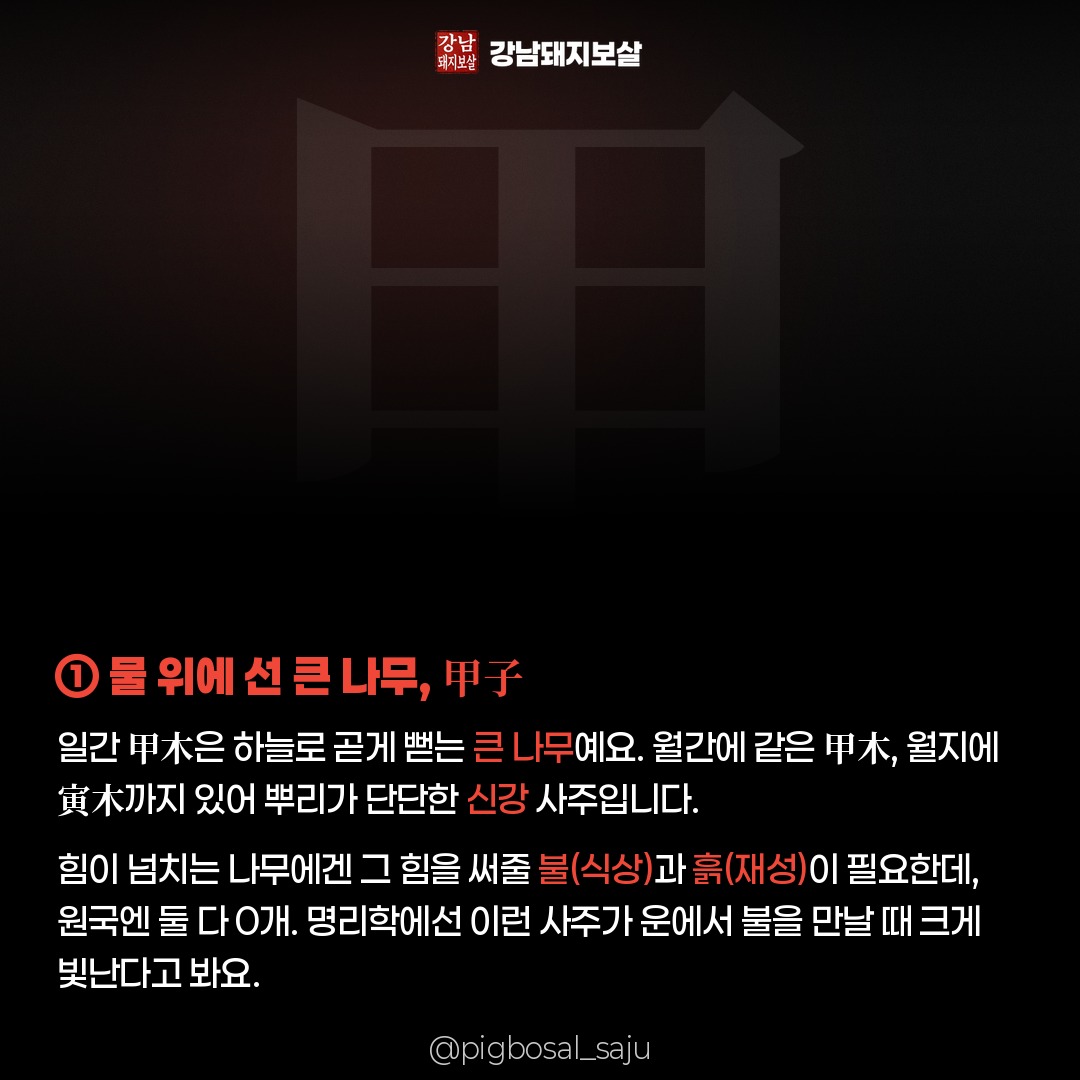 강남
돼지보살
강남돼지보살
甲
① 물 위에 선 큰 나무, 甲子
일간 甲木은 하늘로 곧게 뻗는 큰 나무예요. 월간에 같은 甲木, 월지에
寅木까지 있어 뿌리가 단단한 신강 사주입니다.
힘이 넘치는 나무에겐 그 힘을 써줄 불(식상)과 흙(재성)이 필요한데,
원국엔 둘 다 0개. 명리학에선 이런 사주가 운에서 불을 만날 때 크게
빛난다고 봐요.
@pigbosal_saju